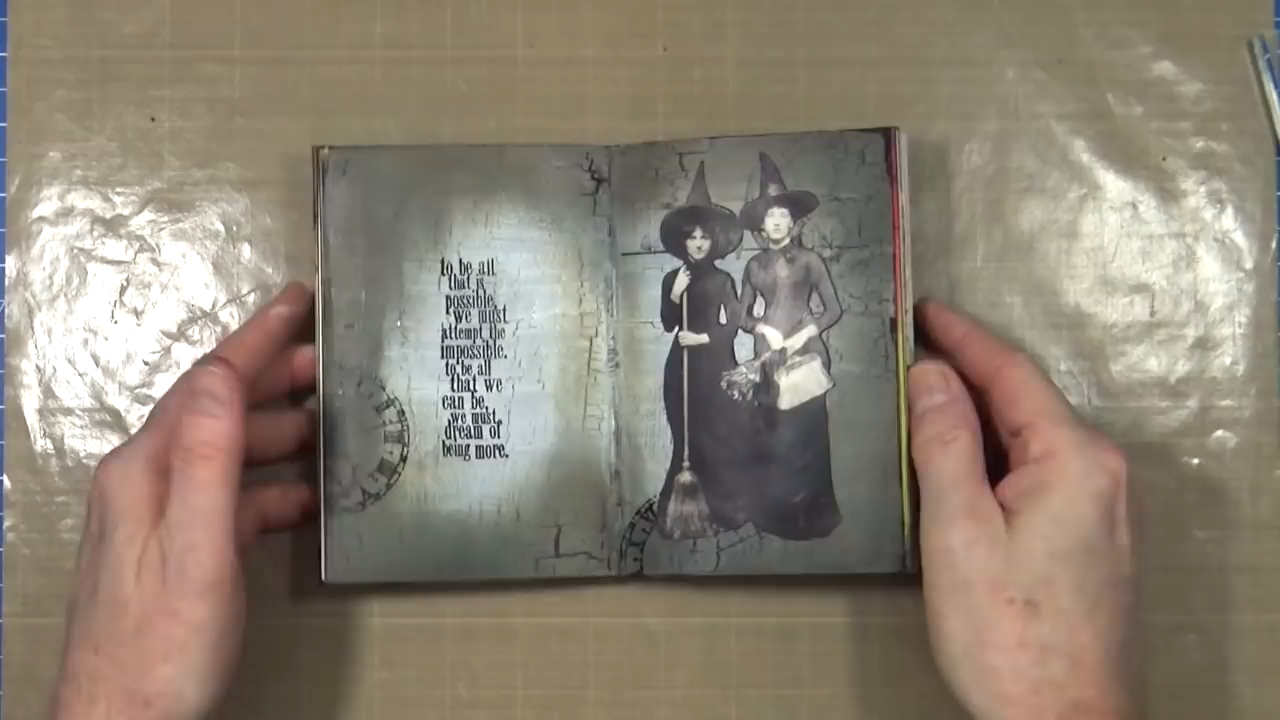 to be all
that is
possible,
we must
attempt the
impossible.
to be all
that we
can be,
we must
dream of
being more.